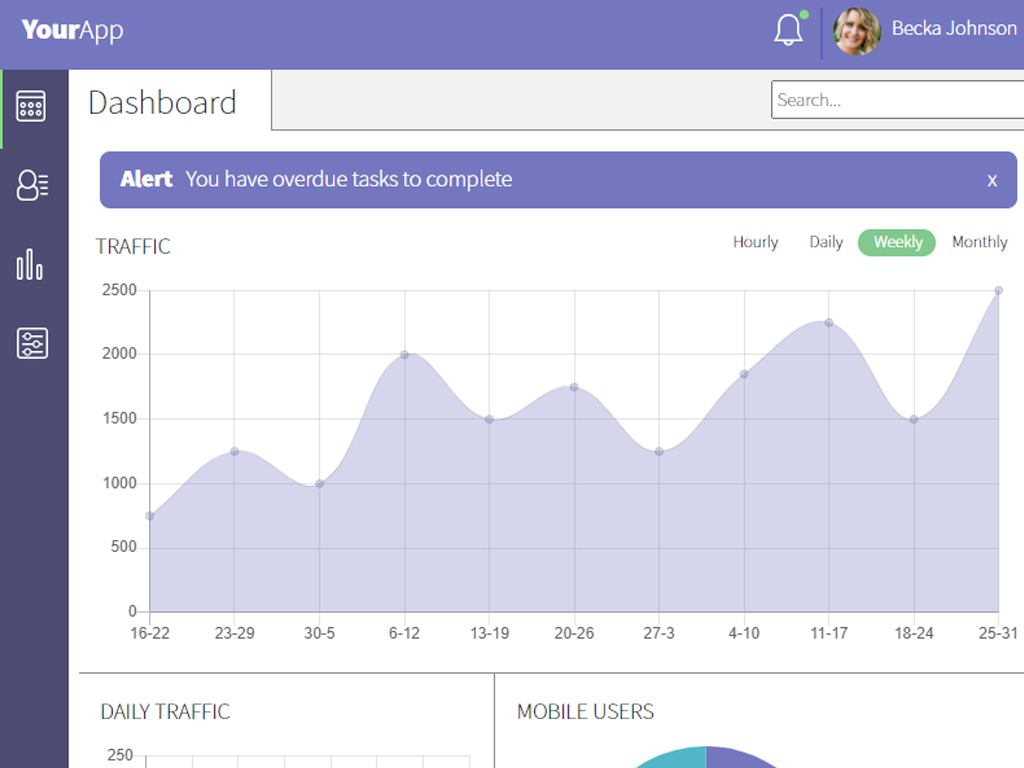 YourApp
Becka Johnson
Dashboard
Search...
Alert You have overdue tasks to complete x
TRAFFIC
Hourly Daily Weekly Monthly
2500
2000
1500
1000
500
0
16-22 23-29 30-5 6-12 13-19 20-26 27-3 4-10 11-17 18-24 25-31
DAILY TRAFFIC
MOBILE USERS
250